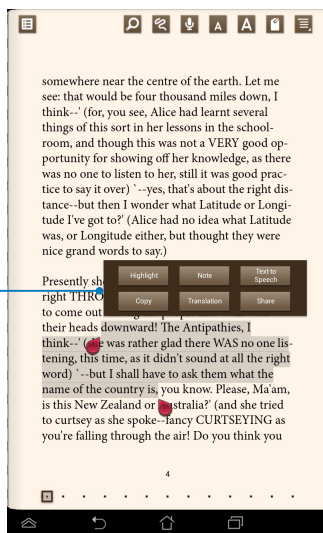 A A
somewhere near the centre of the earth. Let me
see: that would be four thousand miles down, I
think--' (for, you see, Alice had learnt several
things of this sort in her lessons in the school-
room, and though this was not a VERY good op-
portunity for showing off her knowledge, as there
was no one to listen to her, still it was good prac-
tice to say it over) `--yes, that's about the right dis-
tance--but then I wonder what Latitude or Longi-
tude I've got to?' (Alice had no idea what Latitude
was, or Longitude either, but thought they were
nice grand words to say.)
Presently
right THRO
to come out
Highlight Note Text to Speech
Copy Translation Share
their heads downward! The Antipathies, I
think--' ( was rather glad there WAS no one lis-
tening, this time, as it didn't sound at all the right
word) `--but I shall have to ask them what the
name of the country is, you know. Please, Ma'am,
is this New Zealand or Australia?' (and she tried
to curtsey as she spoke--fancy CURTSEYING as
you're falling through the air! Do you think you
4